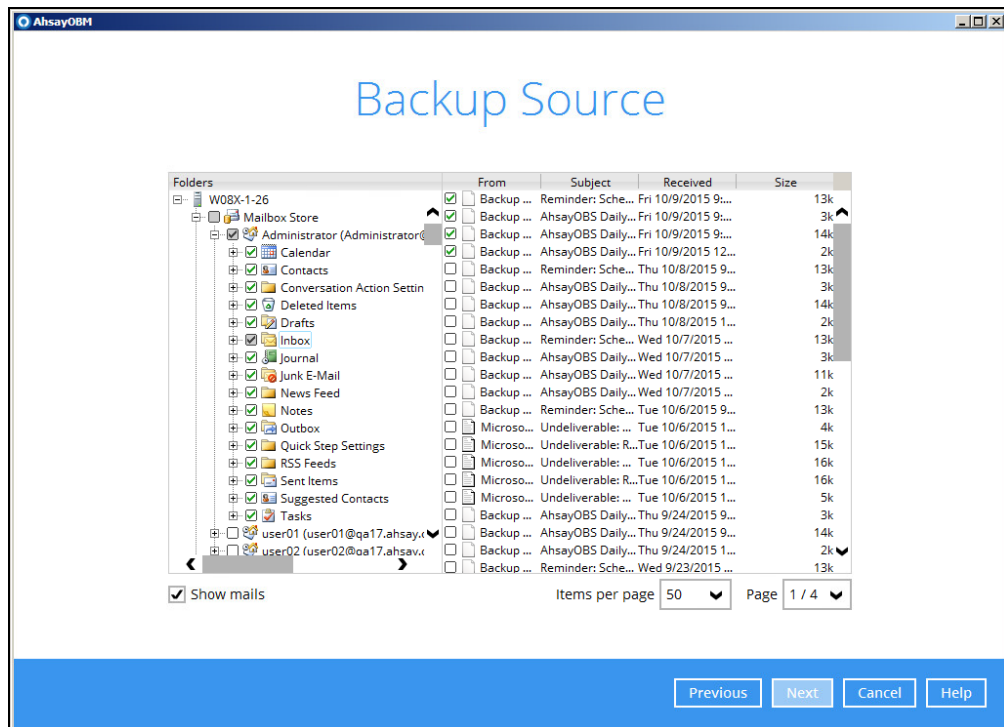 AhsayOBM
Backup Source
Folders From Subject Received Size
W08X-1-26
Mailbox Store
Administrator (Administrator@
Calendar
Contacts
Conversation Action Settin
Deleted Items
Drafts
Inbox
Journal
Junk E-Mail
News Feed
Notes
Outbox
Quick Step Settings
RSS Feeds
Sent Items
Suggested Contacts
Tasks
user01 (user01@qa17.ahsay.c
user02 (user02@qa17.ahsay.c
Backup ... Reminder: Sche... Fri 10/9/2015 9:... 13k
Backup ... AhsayOBS Daily... Fri 10/9/2015 9:... 3k
Backup ... AhsayOBS Daily... Fri 10/9/2015 9:... 14k
Backup ... AhsayOBS Daily... Fri 10/9/2015 12... 2k
Backup ... Reminder: Sche... Thu 10/8/2015 9... 13k
Backup ... AhsayOBS Daily... Thu 10/8/2015 9... 3k
Backup ... AhsayOBS Daily... Thu 10/8/2015 9... 14k
Backup ... AhsayOBS Daily... Thu 10/8/2015 1... 2k
Backup ... Reminder: Sche... Wed 10/7/2015 ... 13k
Backup ... AhsayOBS Daily... Wed 10/7/2015 ... 3k
Backup ... AhsayOBS Daily... Wed 10/7/2015 ... 11k
Backup ... AhsayOBS Daily... Wed 10/7/2015 ... 2k
Backup ... Reminder: Sche... Tue 10/6/2015 9... 13k
Microso... Undeliverable: ... Tue 10/6/2015 1... 4k
Microso... Undeliverable: R... Tue 10/6/2015 1... 15k
Microso... Undeliverable: ... Tue 10/6/2015 1... 16k
Microso... Undeliverable: R... Tue 10/6/2015 1... 16k
Microso... Undeliverable: ... Tue 10/6/2015 1... 5k
Backup ... AhsayOBS Daily... Thu 9/24/2015 9... 3k
Backup ... AhsayOBS Daily... Thu 9/24/2015 9... 14k
Backup ... AhsayOBS Daily... Thu 9/24/2015 1... 2k
Backup ... Reminder: Sche... Wed 9/23/2015 ... 13k
Show mails Items per page 50 Page 1 / 4
Previous Next Cancel Help